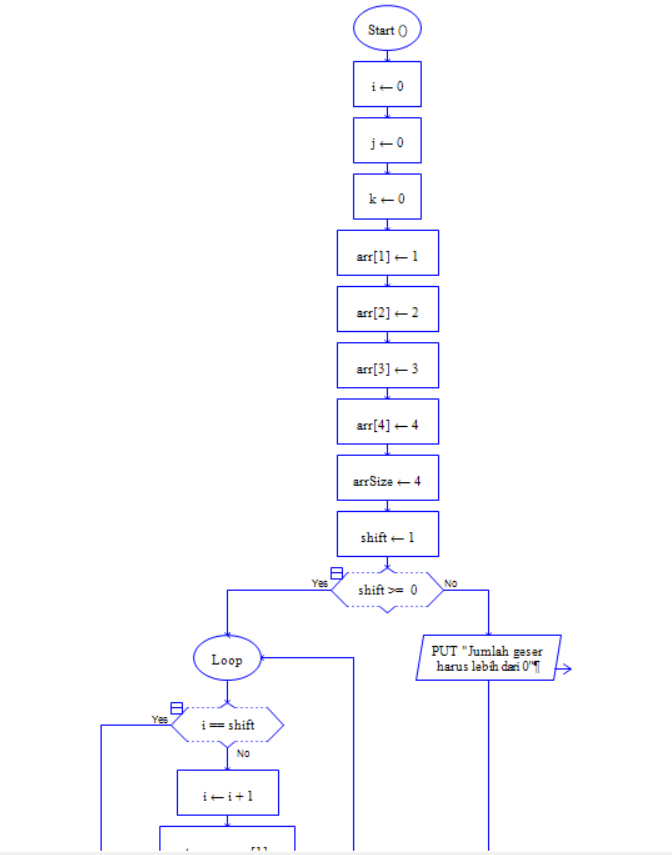 Start ()
i ← 0
j ← 0
k ← 0
arr[1] ← 1
arr[2] ← 2
arr[3] ← 3
arr[4] ← 4
arrSize ← 4
shift ← 1
Yes
shift >= 0
No
Loop
PUT "Jumlah geser
harus lebih dari 0"¶
Yes
i == shift
No
i ← i + 1